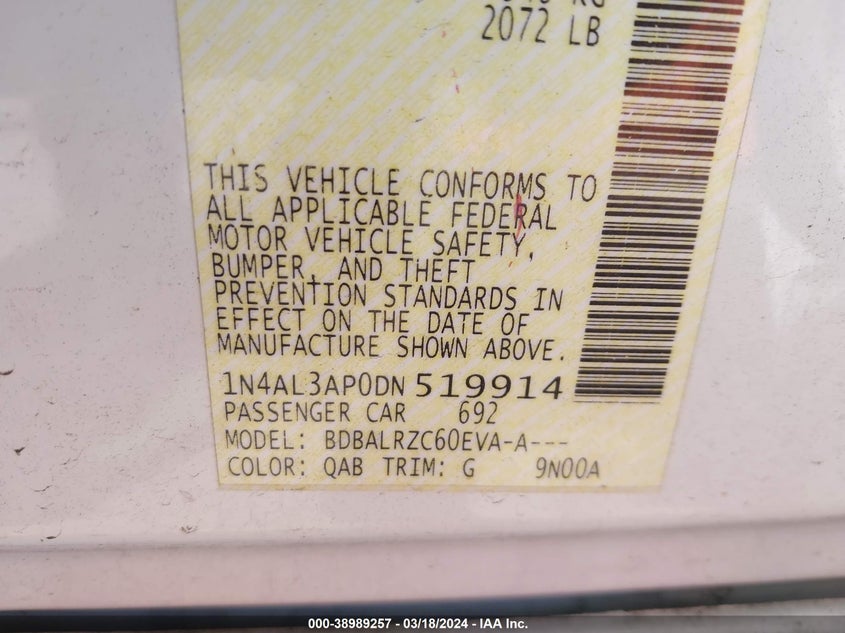 2072 LB
THIS VEHICLE CONFORMS TO
ALL APPLICABLE FEDERAL
MOTOR VEHICLE SAFETY,
BUMPER, AND THEFT
PREVENTION STANDARDS IN
EFFECT ON THE DATE OF
MANUFACTURE SHOWN ABOVE.
1N4AL3AP0DN 519914
PASSENGER CAR 692
MODEL: BDBALRZC60EVA-A---
COLOR: QAB TRIM: G 9N00A
000-38989257 - 03/18/2024 - IAA Inc.